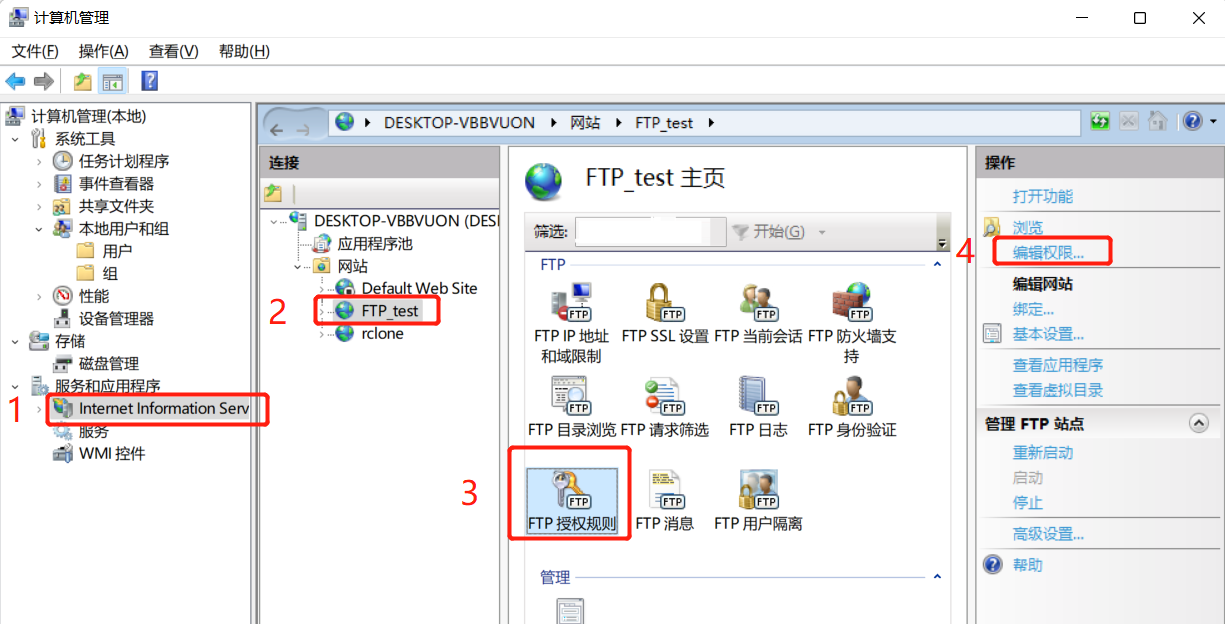 计算机管理
文件(F) 操作(A) 查看(V) 帮助(H)
计算机管理(本地)
系统工具
任务计划程序
事件查看器
共享文件夹
本地用户和组
用户
组
性能
设备管理器
存储
磁盘管理
服务和应用程序
1
Internet Information Serv
服务
WMI 控件
DESKTOP-VBBVUON 网站 FTP_test
连接
DESKTOP-VBBVUON (DESI
应用程序池
网站
Default Web Site
2
FTP_test
rclone
FTP_test 主页
筛选: 开始(G)
FTP
FTP IP 地址和域限制
FTP SSL 设置
FTP 当前会话
FTP 防火墙支持
FTP 目录浏览
FTP 请求筛选
FTP 日志
FTP 身份验证
3
FTP 授权规则
FTP 消息
FTP 用户隔离
管理
操作
打开功能
浏览
4
编辑权限...
编辑网站
绑定...
基本设置...
查看应用程序
查看虚拟目录
管理 FTP 站点
重新启动
启动
停止
高级设置...
帮助